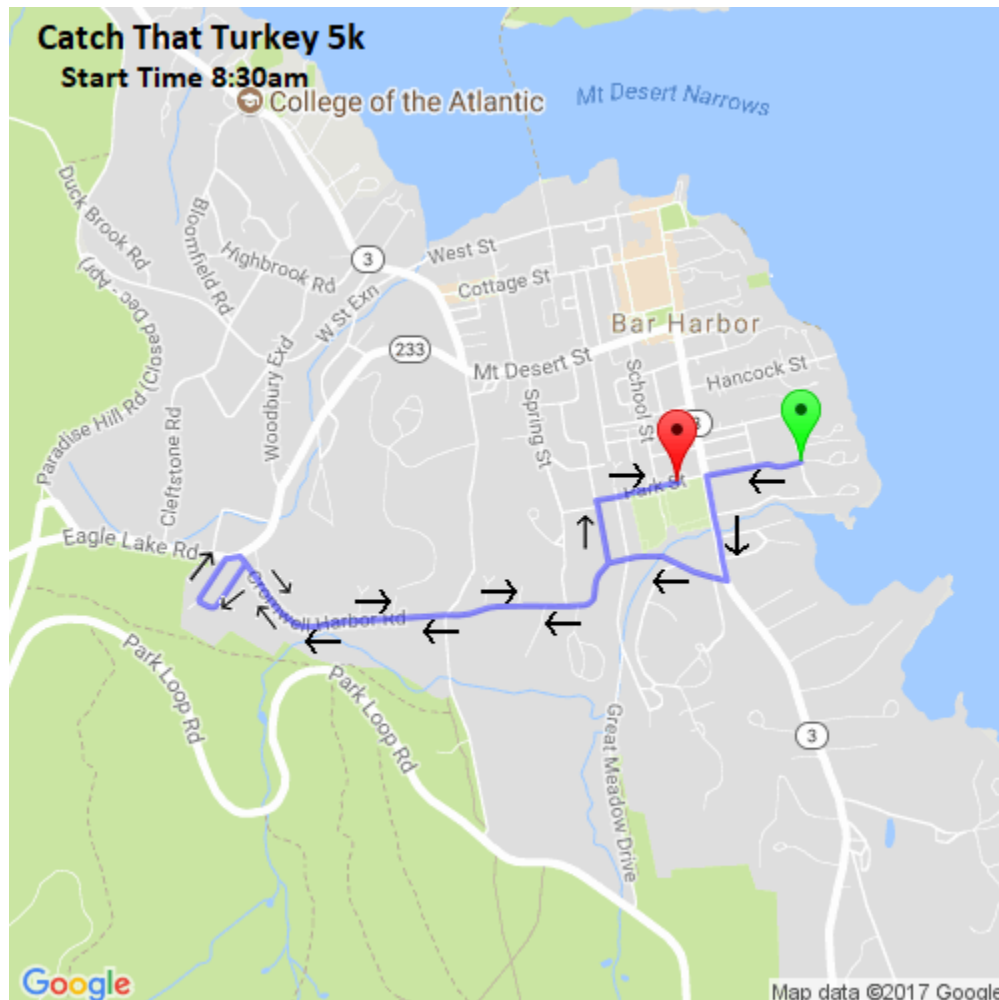 Catch That Turkey 5k
Start Time 8:30am
College of the Atlantic
Mt Desert Narrows
Duck Brook Rd
Bloomfield Rd
Highbrook Rd
3
West St
Cottage St
W St Exn
Paradise Hill Rd (Closed Dec - Apr)
Bar Harbor
233
Mt Desert St
Hancock St
School St
Spring St
Woodbury Exd
Cleftstone Rd
3
Park St
Eagle Lake Rd
Cromwell Harbor Rd
Park Loop Rd
Park Loop Rd
Great Meadow Drive
3
Google
Map data ©2017 Google